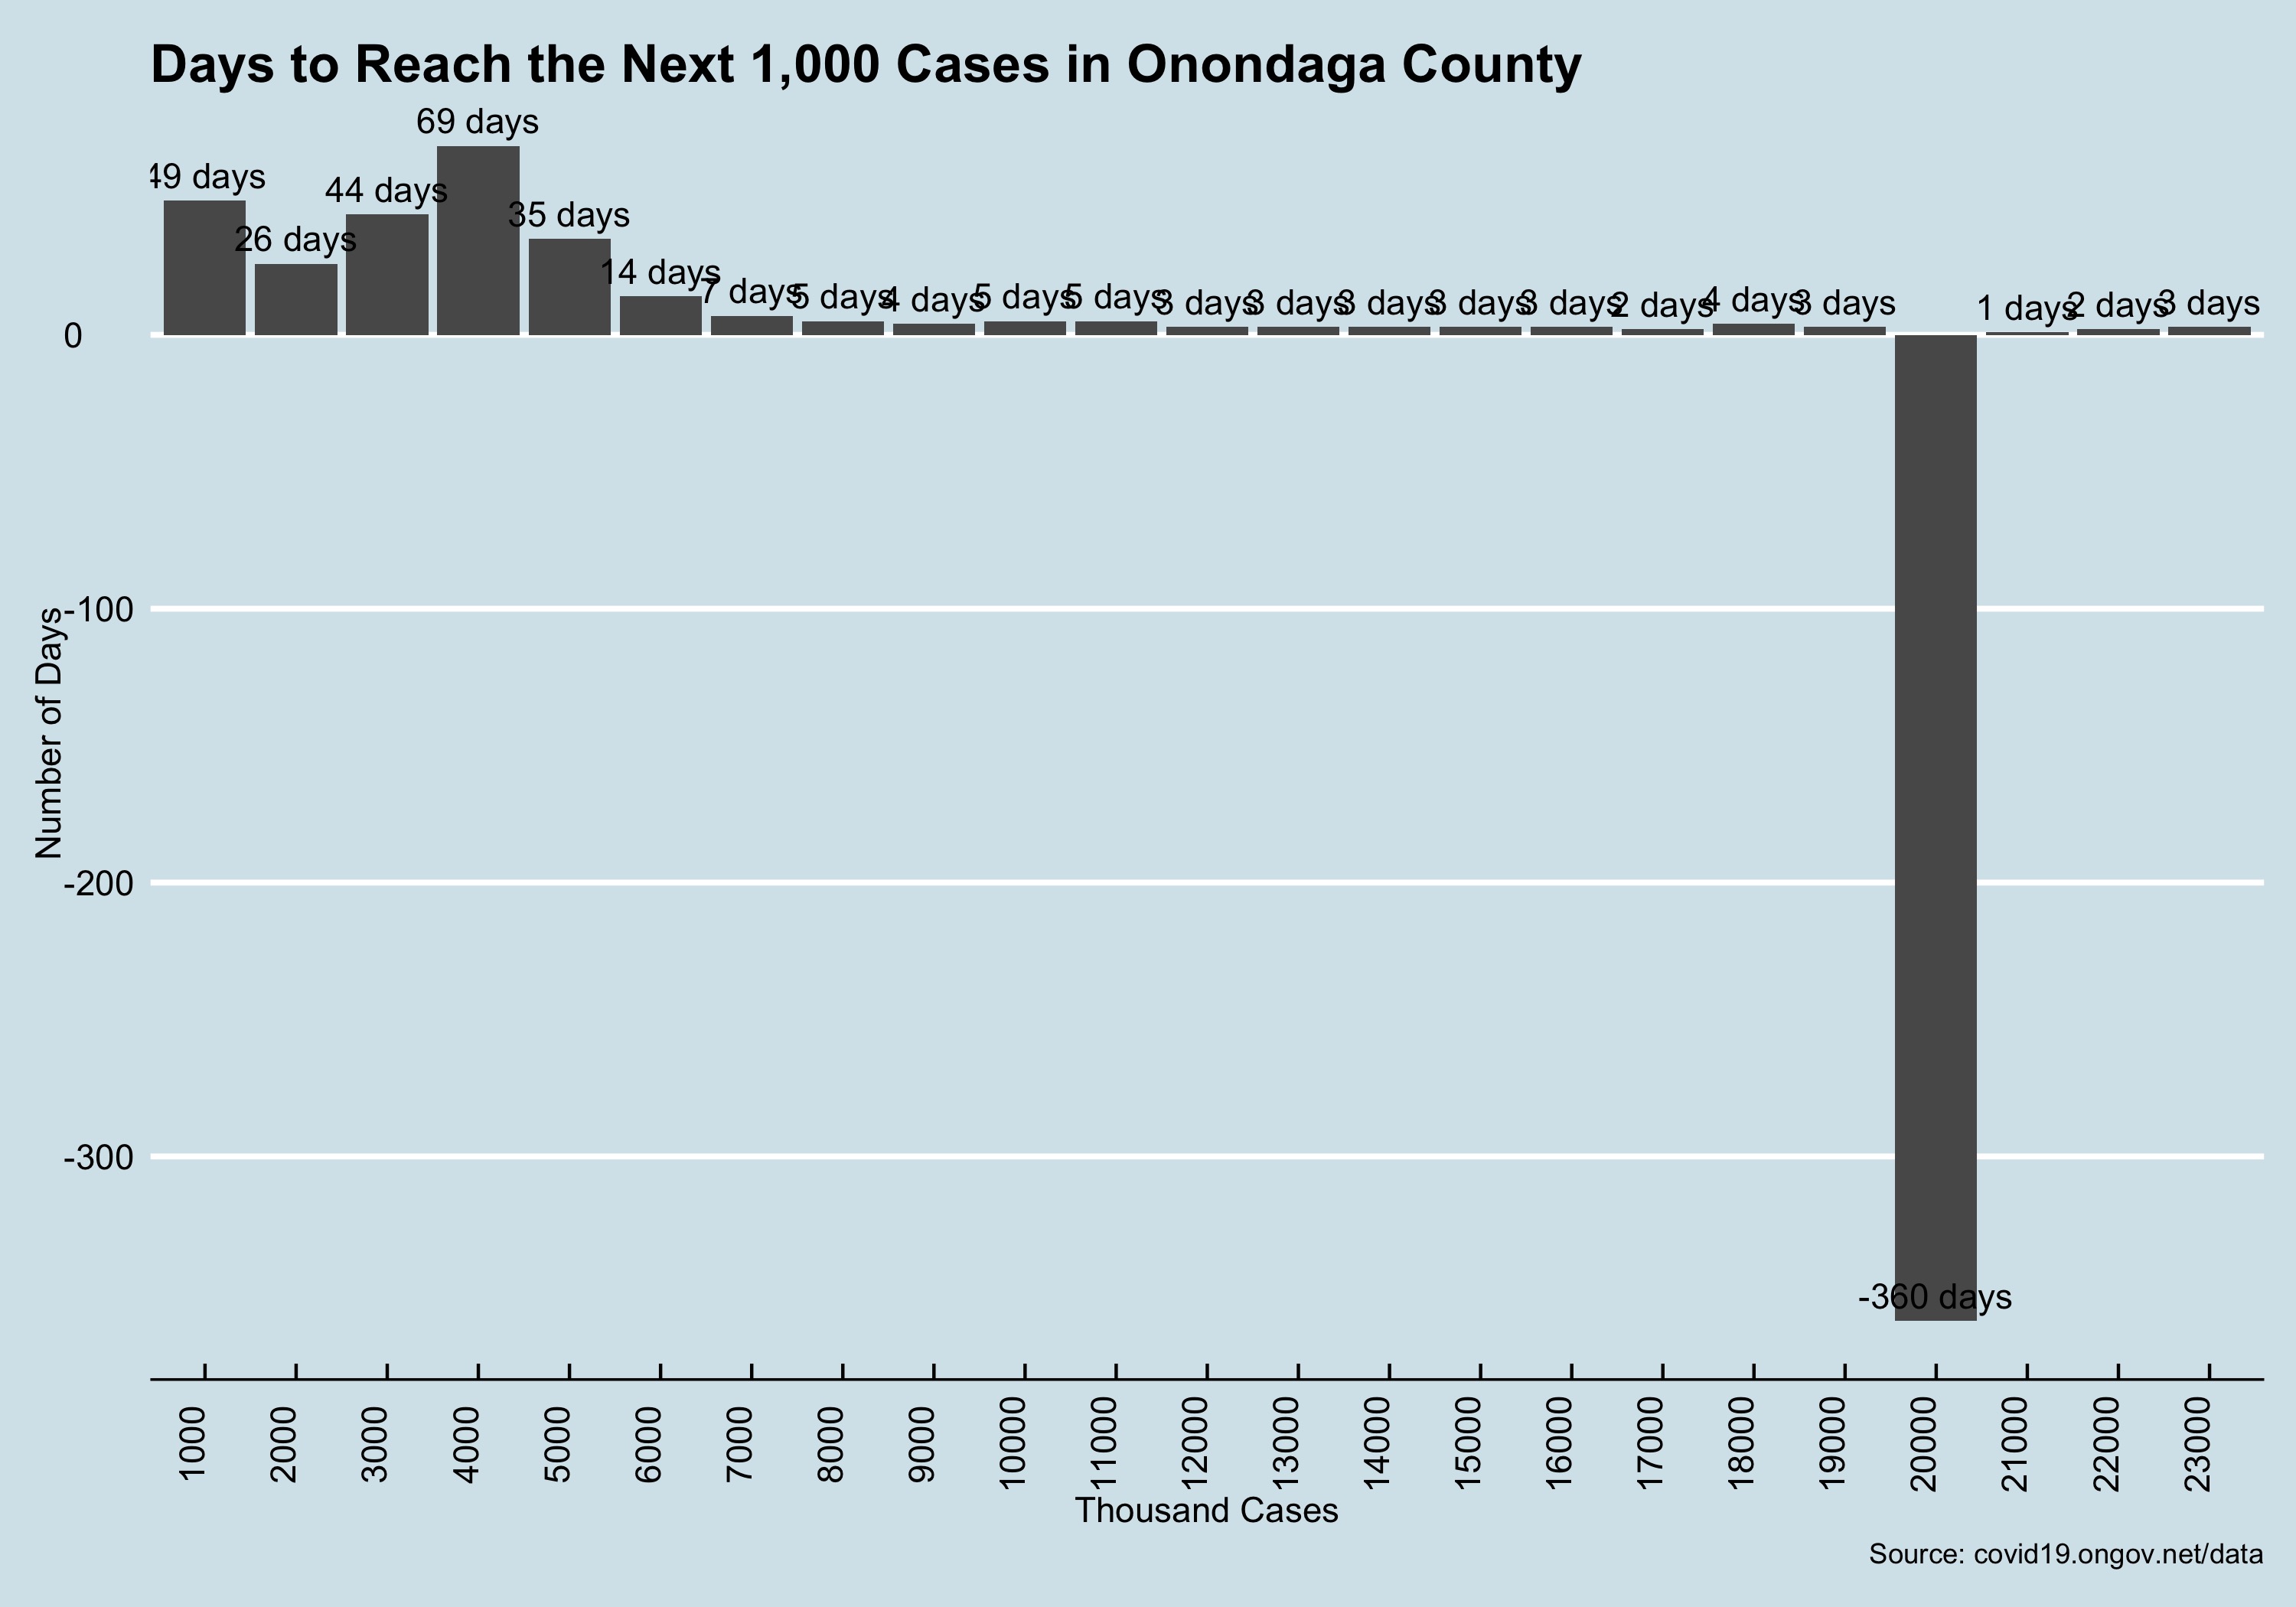 Days to Reach the Next 1,000 Cases in Onondaga County
69 days
49 days
44 days
26 days
35 days
14 days
7 days
5 days
4 days
5 days
5 days
3 days
3 days
3 days
3 days
3 days
2 days
4 days
3 days
1 days
2 days
3 days
-360 days
0
-100
-200
-300
Number of Days
1000
2000
3000
4000
5000
6000
7000
8000
9000
10000
11000
12000
13000
14000
15000
16000
17000
18000
19000
20000
21000
22000
23000
Thousand Cases
Source: covid19.ongov.net/data